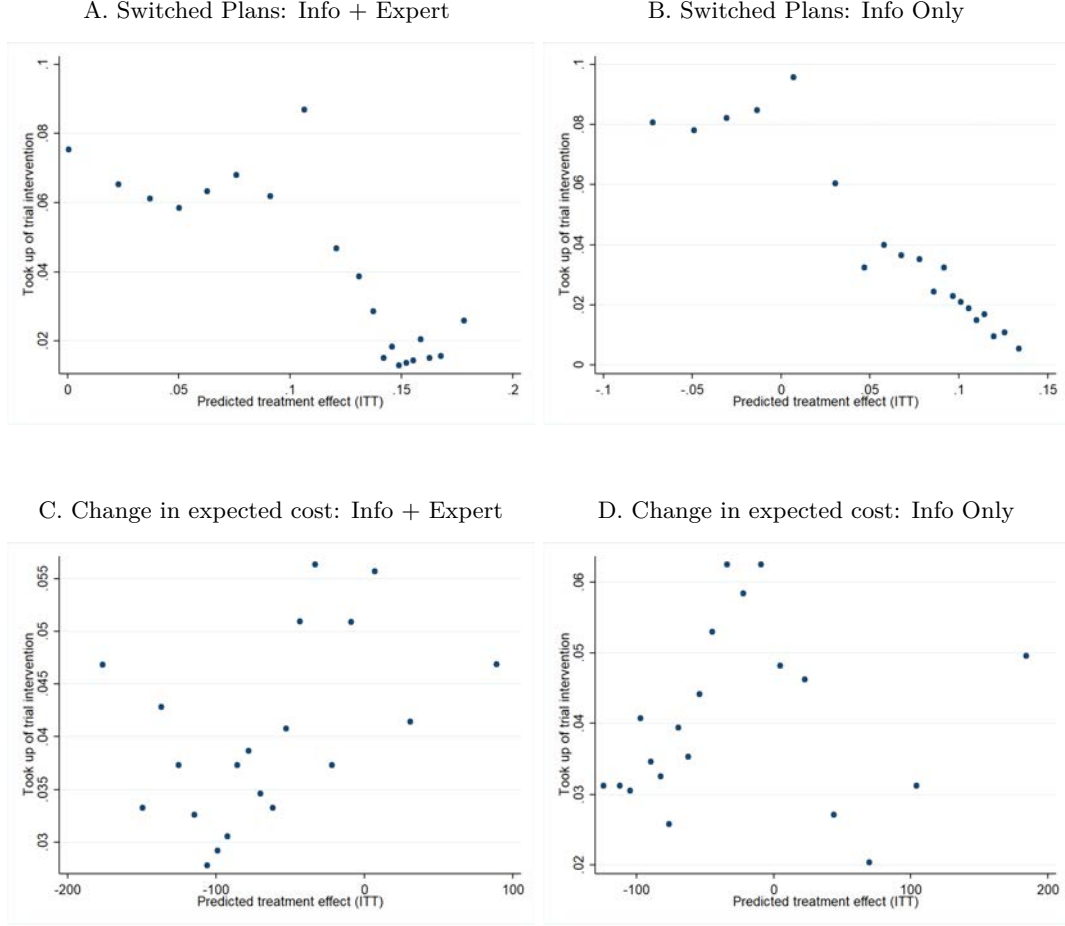 A. Switched Plans: Info + Expert
B. Switched Plans: Info Only
Took up of trial intervention
.1
.08
.06
.04
.02
0 .05 .1 .15 .2
Predicted treatment effect (ITT)
Took up of trial intervention
.1
.08
.06
.04
.02
0
-.1 -.05 0 .05 .1 .15
Predicted treatment effect (ITT)
C. Change in expected cost: Info + Expert
D. Change in expected cost: Info Only
Took up of trial intervention
.055
.05
.045
.04
.035
.03
-200 -100 0 100
Predicted treatment effect (ITT)
Took up of trial intervention
.06
.05
.04
.03
.02
-100 0 100 200
Predicted treatment effect (ITT)